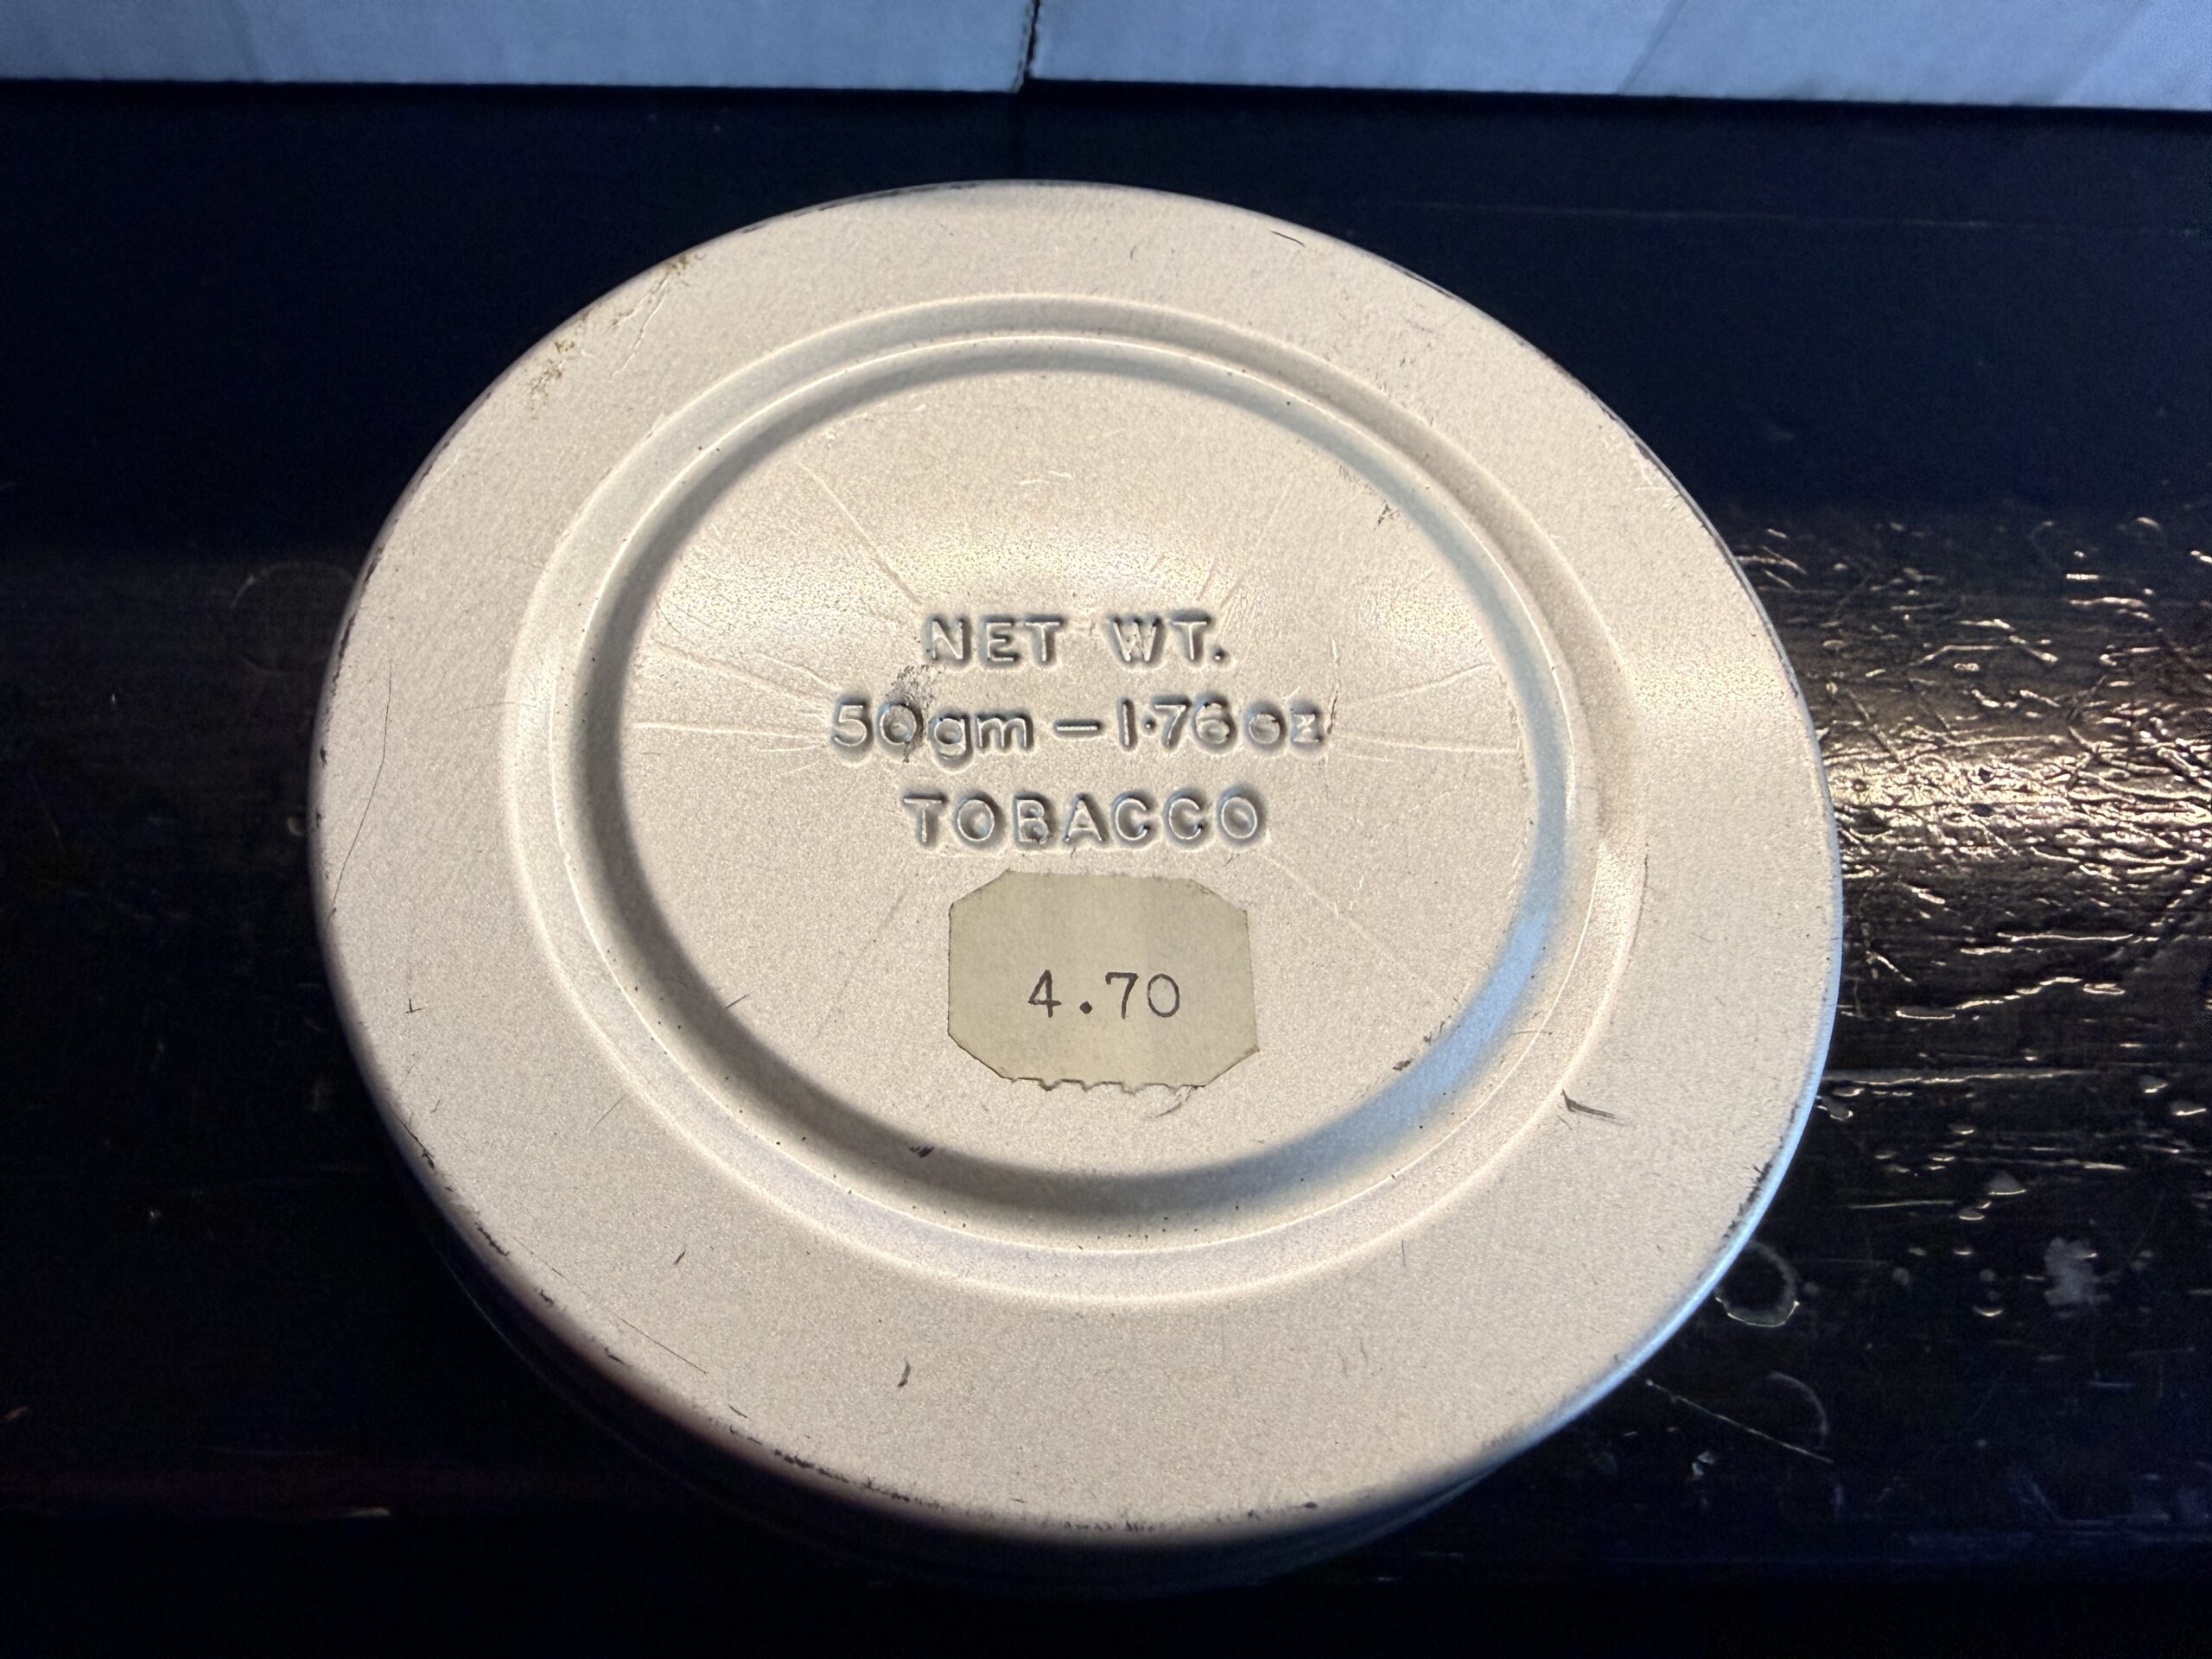 NET WT.
50gm – 1·76oz
TOBACCO
4.70